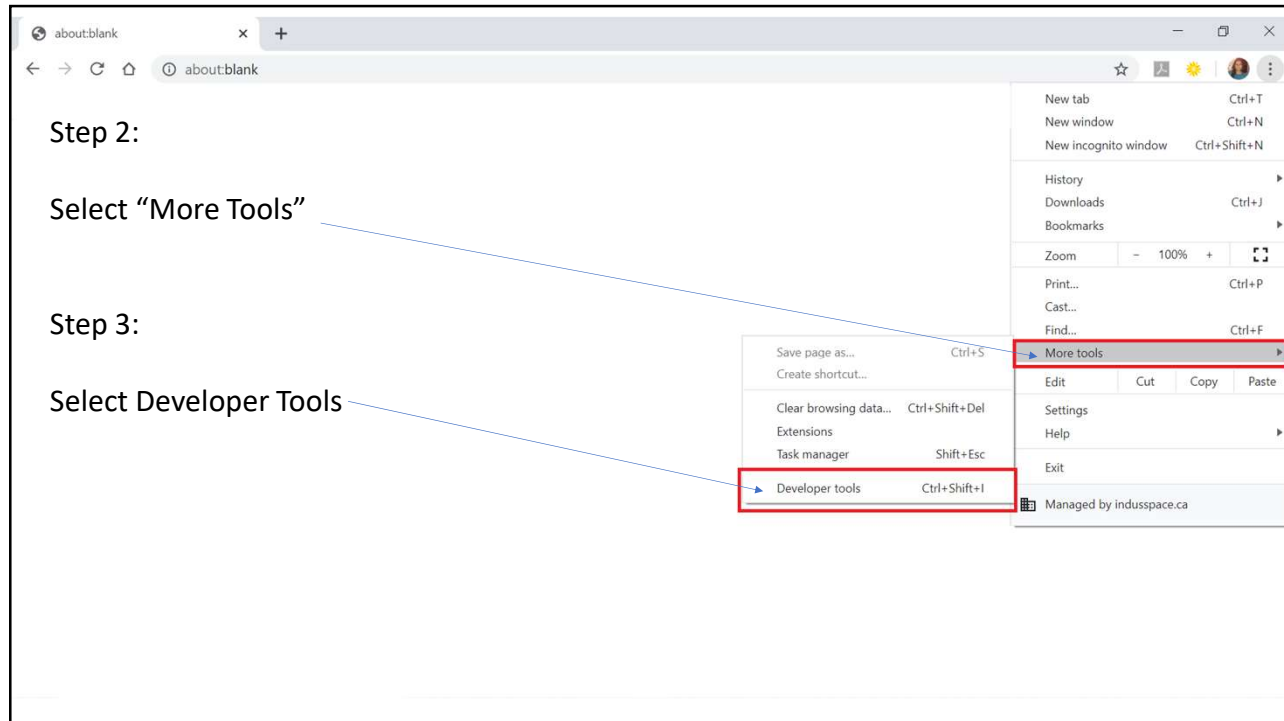 about:blank
about:blank
Step 2:
Select “More Tools”
Step 3:
Select Developer Tools
New tab Ctrl+T
New window Ctrl+N
New incognito window Ctrl+Shift+N
History
Downloads Ctrl+J
Bookmarks
Zoom - 100% +
Print... Ctrl+P
Cast...
Find... Ctrl+F
More tools
Edit Cut Copy Paste
Settings
Help
Exit
Managed by indusspace.ca
Save page as... Ctrl+S
Create shortcut...
Clear browsing data... Ctrl+Shift+Del
Extensions
Task manager Shift+Esc
Developer tools Ctrl+Shift+I